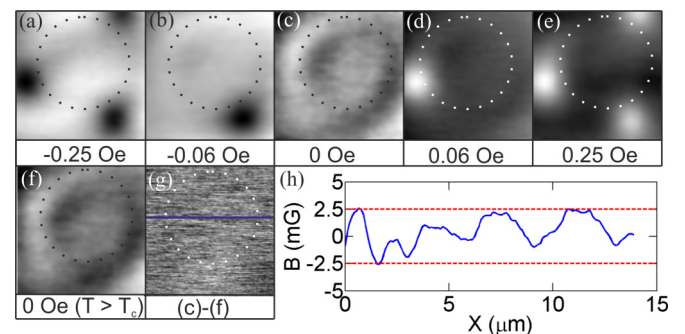 (a) (b) (c) (d) (e)
-0.25 Oe -0.06 Oe 0 Oe 0.06 Oe 0.25 Oe
(f) (g) (h)
B (mG)
5
2.5
0
-2.5
-5
0 5 10 15
X (μm)
0 Oe (T > Tc) (c)-(f)